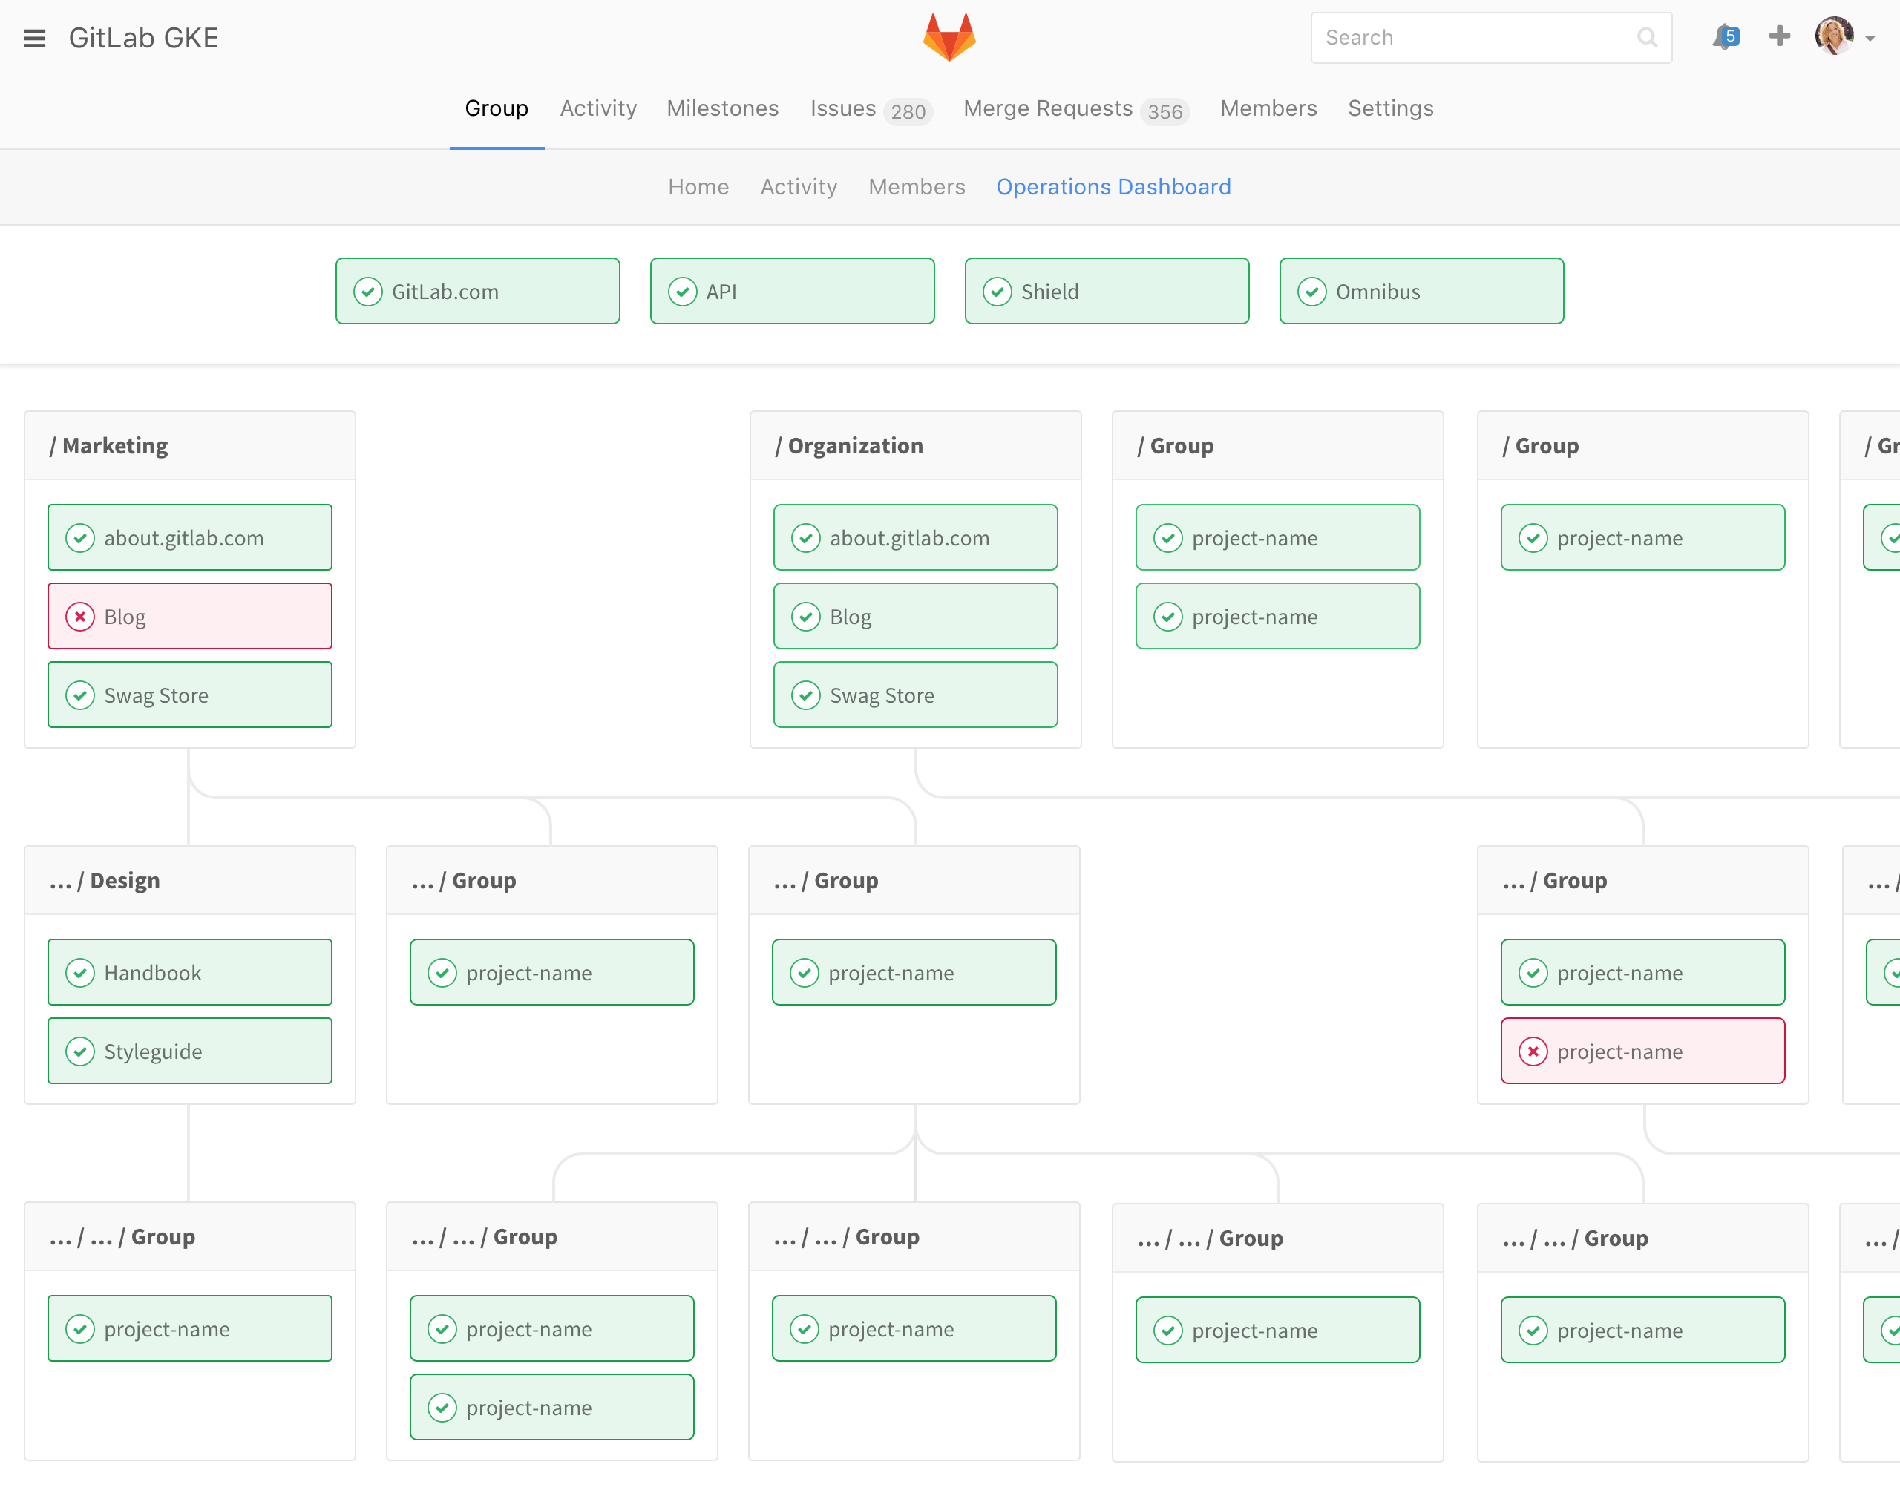 GitLab GKE
Search
5
Group Activity Milestones Issues 280 Merge Requests 356 Members Settings
Home Activity Members Operations Dashboard
GitLab.com API Shield Omnibus
/ Marketing / Organization / Group / Group / Gr
about.gitlab.com about.gitlab.com project-name project-name
Blog Blog project-name
Swag Store Swag Store
... / Design ... / Group ... / Group ... / Group ... /
Handbook project-name project-name project-name
Styleguide project-name
... / ... / Group ... / ... / Group ... / ... / Group ... / ... / Group ... / ... / Group ... /
project-name project-name project-name project-name project-name
project-name